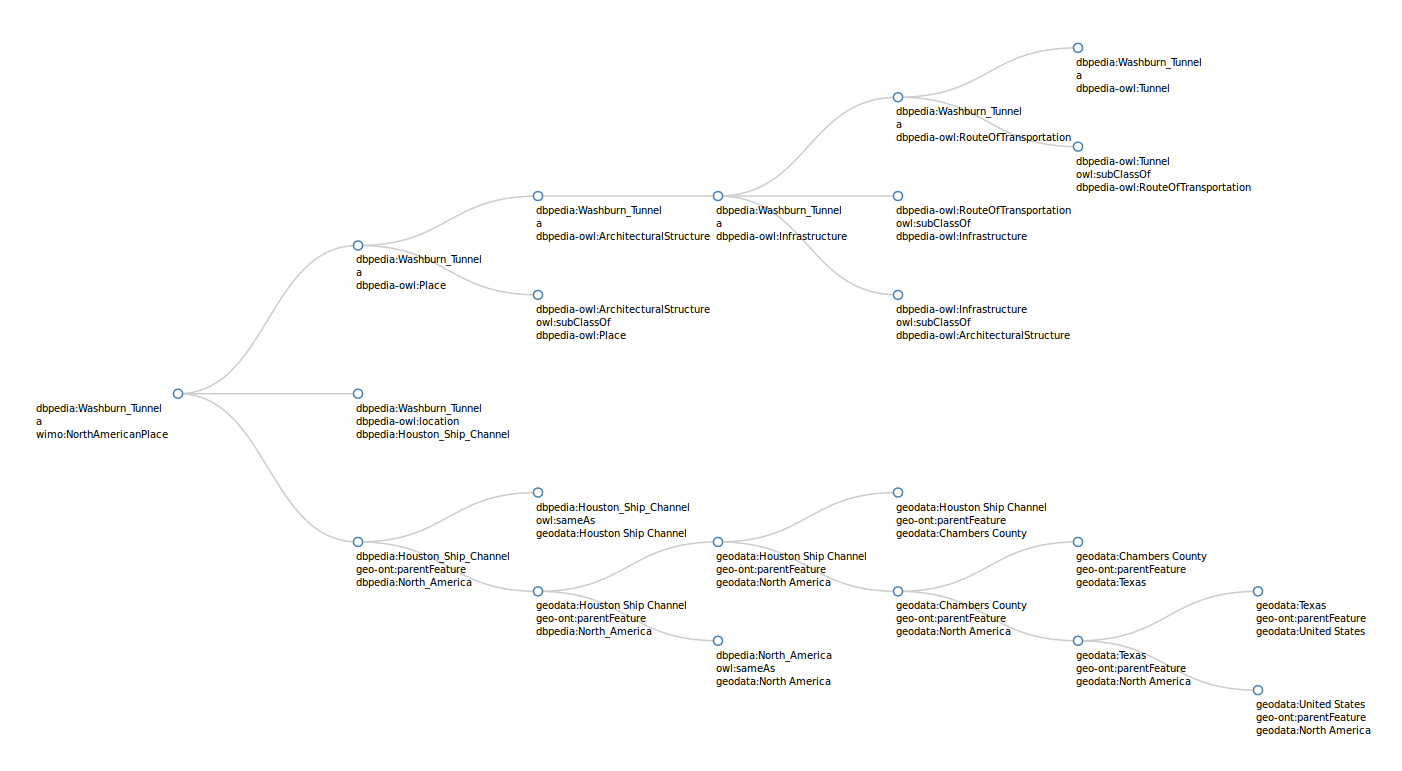 dbpedia:Washburn_Tunnel
a
dbpedia-owl:Tunnel
dbpedia:Washburn_Tunnel
a
dbpedia-owl:RouteOfTransportation
dbpedia-owl:Tunnel
owl:subClassOf
dbpedia-owl:RouteOfTransportation
dbpedia:Washburn_Tunnel
a
dbpedia-owl:ArchitecturalStructure
dbpedia:Washburn_Tunnel
a
dbpedia-owl:Infrastructure
dbpedia-owl:RouteOfTransportation
owl:subClassOf
dbpedia-owl:Infrastructure
dbpedia:Washburn_Tunnel
a
dbpedia-owl:Place
dbpedia-owl:ArchitecturalStructure
owl:subClassOf
dbpedia-owl:Place
dbpedia-owl:Infrastructure
owl:subClassOf
dbpedia-owl:ArchitecturalStructure
dbpedia:Washburn_Tunnel
a
wimo:NorthAmericanPlace
dbpedia:Washburn_Tunnel
dbpedia-owl:location
dbpedia:Houston_Ship_Channel
dbpedia:Houston_Ship_Channel
owl:sameAs
geodata:Houston Ship Channel
geodata:Houston Ship Channel
geo-ont:parentFeature
geodata:Chambers County
dbpedia:Houston_Ship_Channel
geo-ont:parentFeature
dbpedia:North_America
geodata:Houston Ship Channel
geo-ont:parentFeature
geodata:North America
geodata:Chambers County
geo-ont:parentFeature
geodata:Texas
geodata:Houston Ship Channel
geo-ont:parentFeature
dbpedia:North_America
geodata:Chambers County
geo-ont:parentFeature
geodata:North America
geodata:Texas
geo-ont:parentFeature
geodata:United States
dbpedia:North_America
owl:sameAs
geodata:North America
geodata:Texas
geo-ont:parentFeature
geodata:North America
geodata:United States
geo-ont:parentFeature
geodata:North America